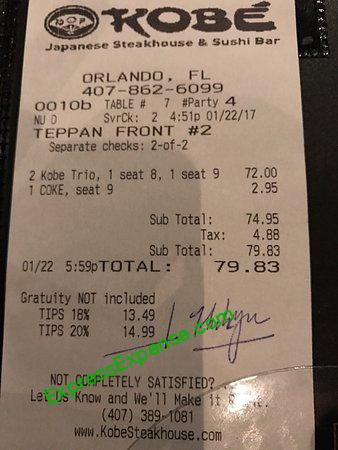 KOBÉ
Japanese Steakhouse & Sushi Bar
ORLANDO, FL
407-862-6099
0010b TABLE # 7 #Party 4
NU D SvrCk: 2 4:51p 01/22/17
TEPPAN FRONT #2
Separate checks: 2-of-2
2 Kobe Trio, 1 seat 8, 1 seat 9 72.00
1 COKE, seat 9 2.95
Sub Total: 74.95
Tax: 4.88
Sub Total: 79.83
01/22 5:59pTOTAL: 79.83
Gratuity NOT included
TIPS 18% 13.49
TIPS 20% 14.99
ExpressExpense.com
NOT COMPLETELY SATISFIED?
Let Us Know and We'll Make it Right.
(407) 389-1081
www.KobeSteakhouse.com